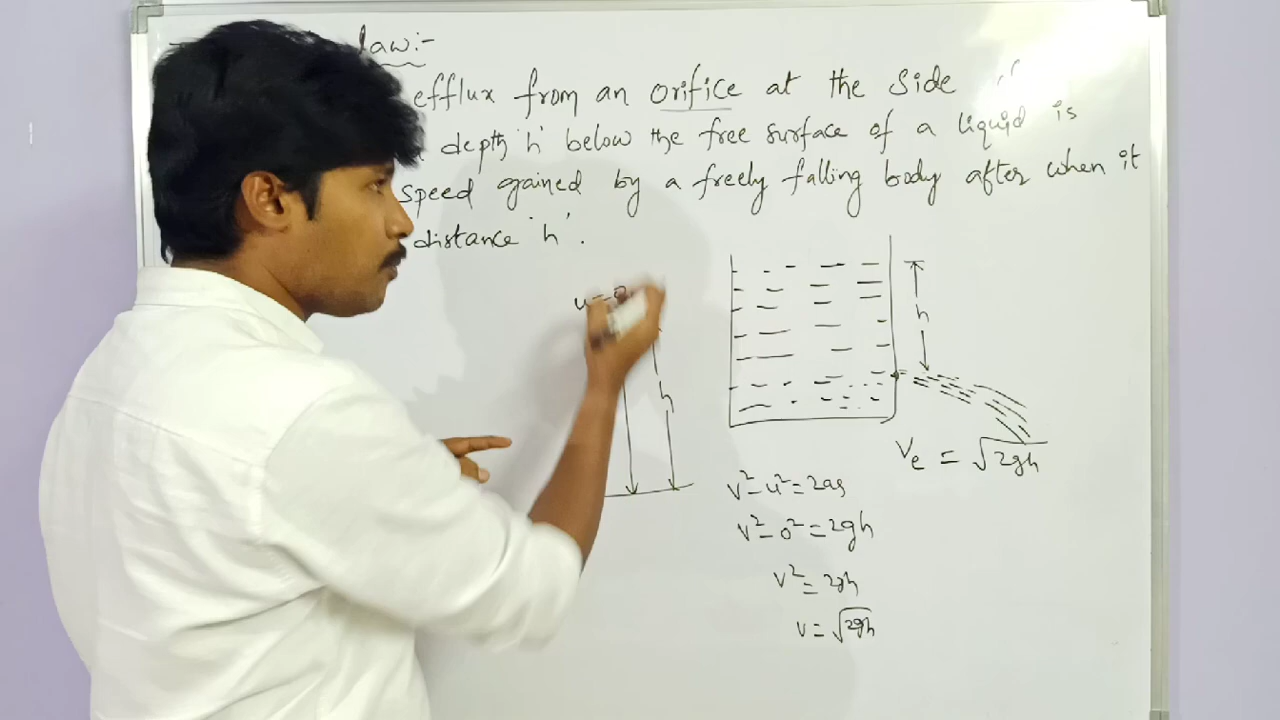 law:-
efflux from an orifice at the side
depth 'h' below the free surface of a liquid is
speed gained by a freely falling body after when it
distance 'h'.
u=0
h
h
Ve = √2gh
v²-u²=2as
v²-0²=2gh
v²=2gh
v=√2gh